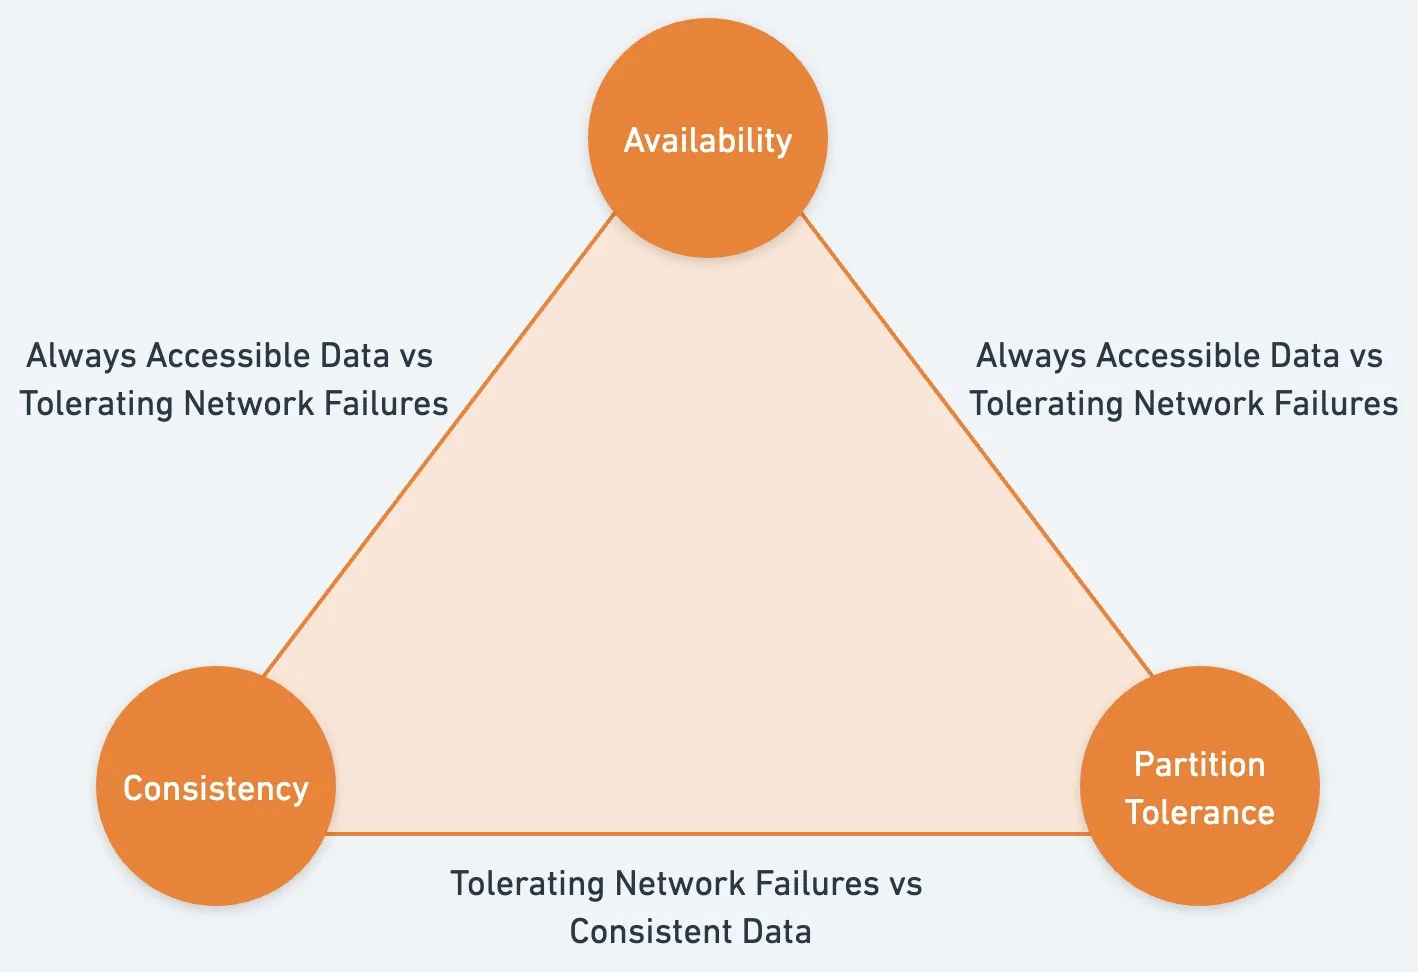 Availability
Always Accessible Data vs
Tolerating Network Failures
Always Accessible Data vs
Tolerating Network Failures
Consistency
Partition
Tolerance
Tolerating Network Failures vs
Consistent Data